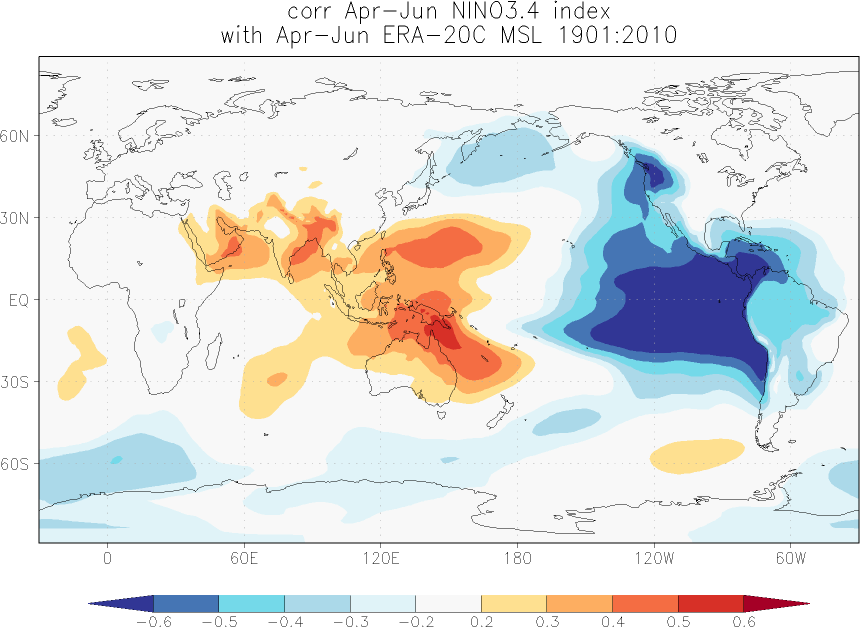 corr Apr-Jun NINO3.4 index
with Apr-Jun ERA-20C MSL 1901:2010
60N
30N
EQ
30S
60S
0 60E 120E 180 120W 60W
-0.6 -0.5 -0.4 -0.3 -0.2 0.2 0.3 0.4 0.5 0.6